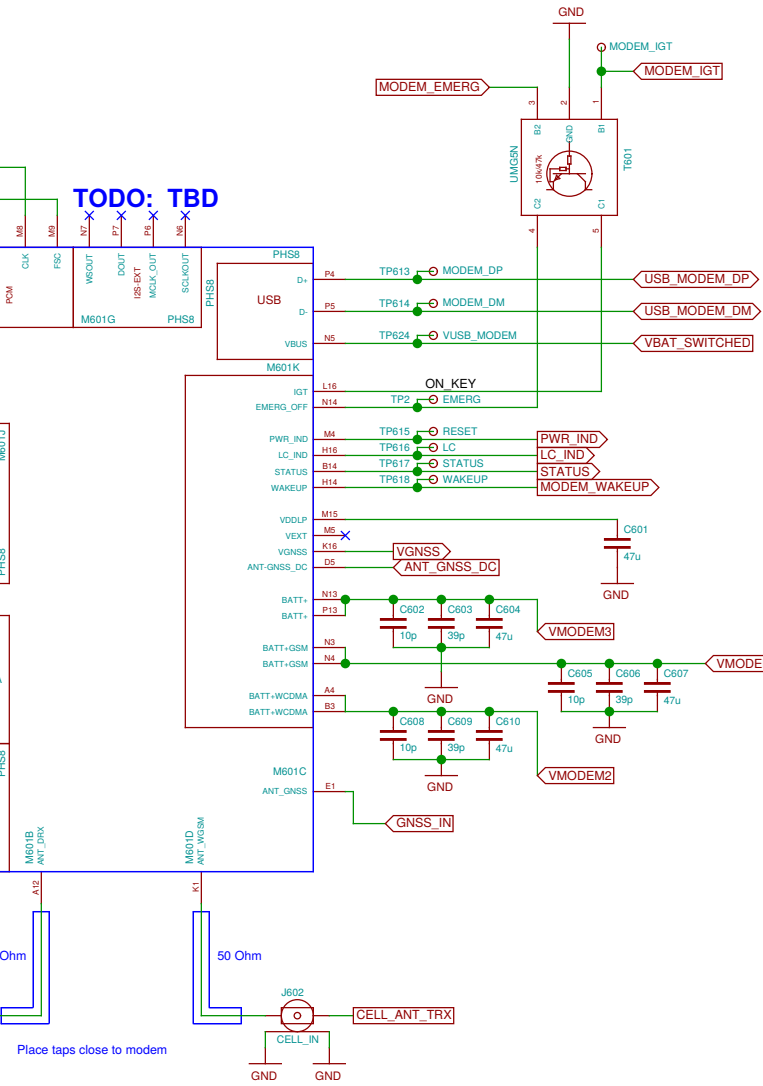 GND
MODEM_IGT
MODEM_IGT
MODEM_EMERG
3
2
1
B2
GND
B1
UMG5N
10k/47k
T601
C2
C1
4
5
TODO: TBD
M8
M9
N7
P7
P6
N6
CLK
FSC
WSOUT
DOUT
I2S-EXT
MCLK_OUT
SCLKOUT
PCM
M601G
PHS8
PHS8
PHS8
USB
D+
P4
TP613
MODEM_DP
USB_MODEM_DP
D-
P5
TP614
MODEM_DM
USB_MODEM_DM
VBUS
N5
TP624
VUSB_MODEM
VBAT_SWITCHED
M601K
IGT
L16
ON_KEY
EMERG_OFF
N14
TP2
EMERG
PWR_IND
M4
TP615
RESET
PWR_IND
LC_IND
H16
TP616
LC
LC_IND
STATUS
B14
TP617
STATUS
STATUS
WAKEUP
H14
TP618
WAKEUP
MODEM_WAKEUP
M601J
PHS8
VDDLP
M15
VEXT
M5
VGNSS
K16
VGNSS
ANT-GNSS_DC
D5
ANT_GNSS_DC
C601
47u
GND
BATT+
N13
BATT+
P13
C602
C603
C604
10p
39p
47u
VMODEM3
BATT+GSM
N3
BATT+GSM
N4
GND
VMODE
C605
C606
C607
10p
39p
47u
GND
BATT+WCDMA
A4
BATT+WCDMA
B3
C608
C609
C610
10p
39p
47u
GND
VMODEM2
PHS8
M601C
ANT_GNSS
E1
GNSS_IN
M601B
ANT_DRX
M601D
ANT_WGSM
A12
K1
Ohm
50 Ohm
J602
CELL_ANT_TRX
CELL_IN
Place taps close to modem
GND
GND